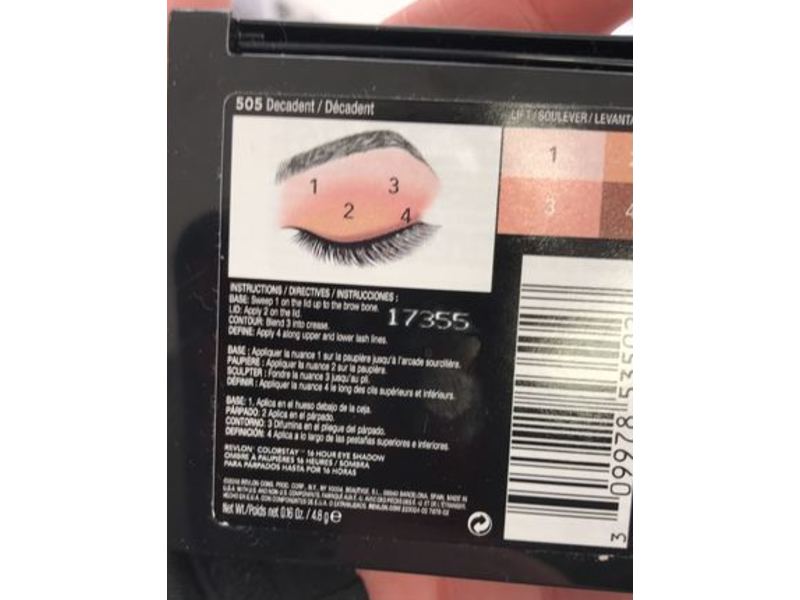 505 Decadent / Décadent
LIFT / SOULEVER / LEVANTA
1
3
2
4
1
3
4
INSTRUCTIONS / DIRECTIVES / INSTRUCCIONES :
BASE: Sweep 1 on the lid up to the brow bone.
LID: Apply 2 on the lid.
CONTOUR: Blend 3 into crease.
DEFINE: Apply 4 along upper and lower lash lines.
17355
BASE : Appliquer la nuance 1 sur la paupière jusqu'à l'arcade sourcilière.
PAUPIÈRE : Appliquer la nuance 2 sur la paupière.
SCULPTER : Fondre la nuance 3 jusqu'au pli.
DÉFINIR : Appliquer la nuance 4 le long des cils supérieurs et inférieurs.
BASE: 1. Aplica en el hueso debajo de la ceja.
PÁRPADO: 2 Aplica en el párpado.
CONTORNO: 3 Difumina en el pliegue del párpado.
DEFINICIÓN: 4 Aplica a lo largo de las pestañas superiores e inferiores.
REVLON COLORSTAY™ 16 HOUR EYE SHADOW
OMBRE À PAUPIÈRES 16 HEURES / SOMBRA
PARA PÁRPADOS HASTA POR 16 HORAS
Net Wt./Poids net 0.16 Oz. / 4.8 g e
3 09978 53502